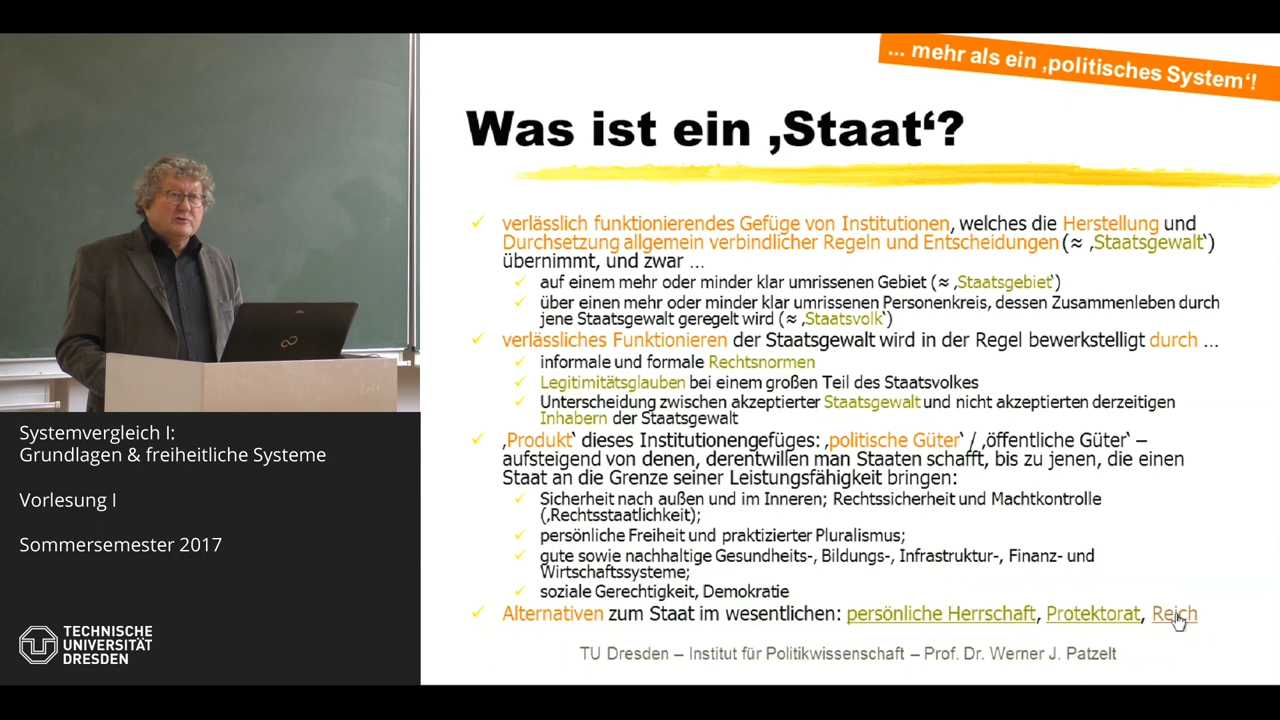 ... mehr als ein ‚politisches System‘!
Was ist ein ‚Staat‘?
verlässlich funktionierendes Gefüge von Institutionen, welches die Herstellung und
Durchsetzung allgemein verbindlicher Regeln und Entscheidungen (≈ ‚Staatsgewalt‘)
übernimmt, und zwar …
auf einem mehr oder minder klar umrissenen Gebiet (≈ ‚Staatsgebiet‘)
über einen mehr oder minder klar umrissenen Personenkreis, dessen Zusammenleben durch
jene Staatsgewalt geregelt wird (≈ ‚Staatsvolk‘)
verlässliches Funktionieren der Staatsgewalt wird in der Regel bewerkstelligt durch …
informale und formale Rechtsnormen
Legitimitätsglauben bei einem großen Teil des Staatsvolkes
Unterscheidung zwischen akzeptierter Staatsgewalt und nicht akzeptierten derzeitigen
Inhabern der Staatsgewalt
‚Produkt‘ dieses Institutionengefüges: ‚politische Güter‘ / ‚öffentliche Güter‘ –
aufsteigend von denen, derentwillen man Staaten schafft, bis zu jenen, die einen
Staat an die Grenze seiner Leistungsfähigkeit bringen:
Sicherheit nach außen und im Inneren; Rechtssicherheit und Machtkontrolle
(‚Rechtsstaatlichkeit);
persönliche Freiheit und praktizierter Pluralismus;
gute sowie nachhaltige Gesundheits-, Bildungs-, Infrastruktur-, Finanz- und
Wirtschaftssysteme;
soziale Gerechtigkeit, Demokratie
Alternativen zum Staat im wesentlichen: persönliche Herrschaft, Protektorat, Reich
TU Dresden – Institut für Politikwissenschaft – Prof. Dr. Werner J. Patzelt
Systemvergleich I:
Grundlagen & freiheitliche Systeme
Vorlesung I
Sommersemester 2017
TECHNISCHE
UNIVERSITÄT
DRESDEN